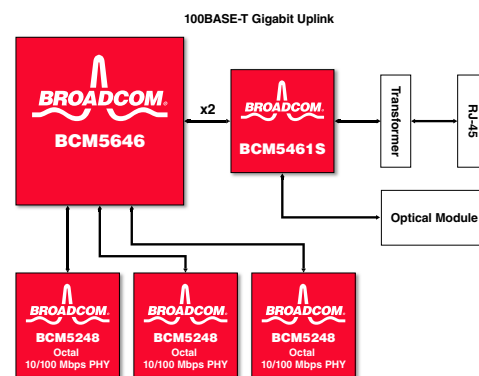 100BASE-T Gigabit Uplink
BROADCOM®
BCM5646
x2
BROADCOM®
BCM5461S
Transformer
RJ-45
Optical Module
BROADCOM®
BCM5248
Octal
10/100 Mbps PHY
BROADCOM®
BCM5248
Octal
10/100 Mbps PHY
BROADCOM®
BCM5248
Octal
10/100 Mbps PHY